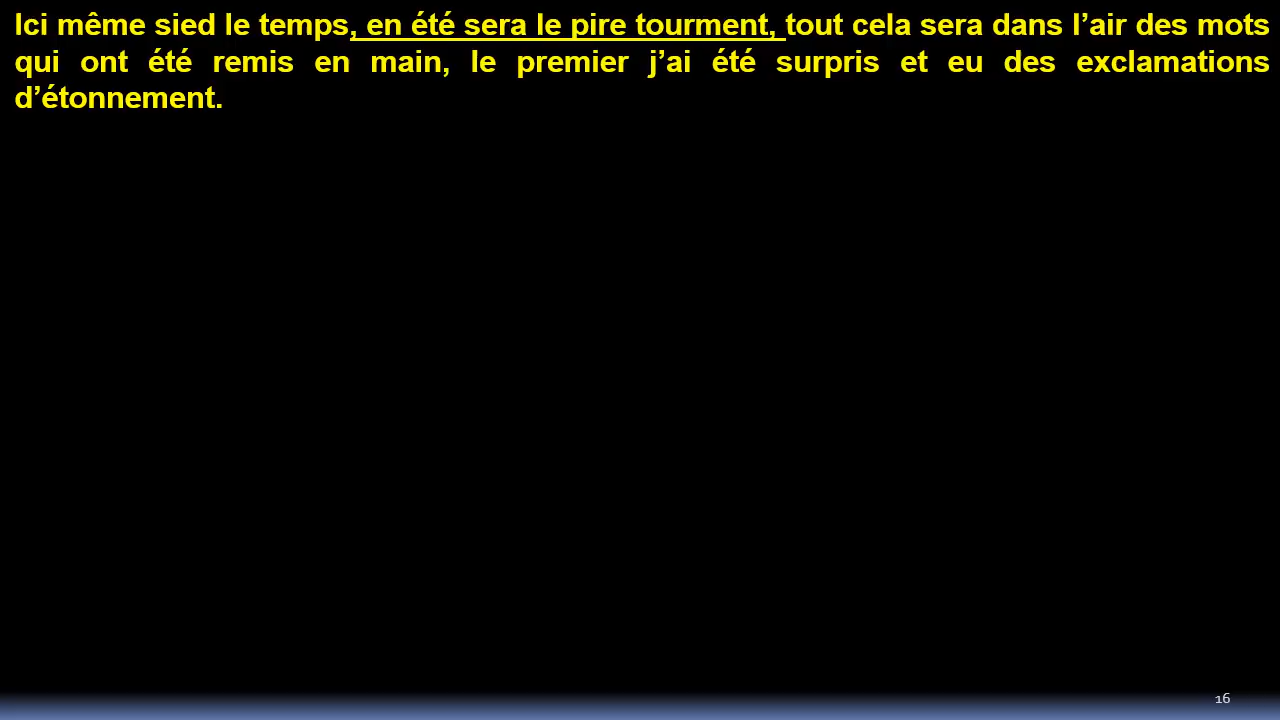 Ici même sied le temps, en été sera le pire tourment, tout cela sera dans l’air des mots
qui ont été remis en main, le premier j’ai été surpris et eu des exclamations
d’étonnement.
16